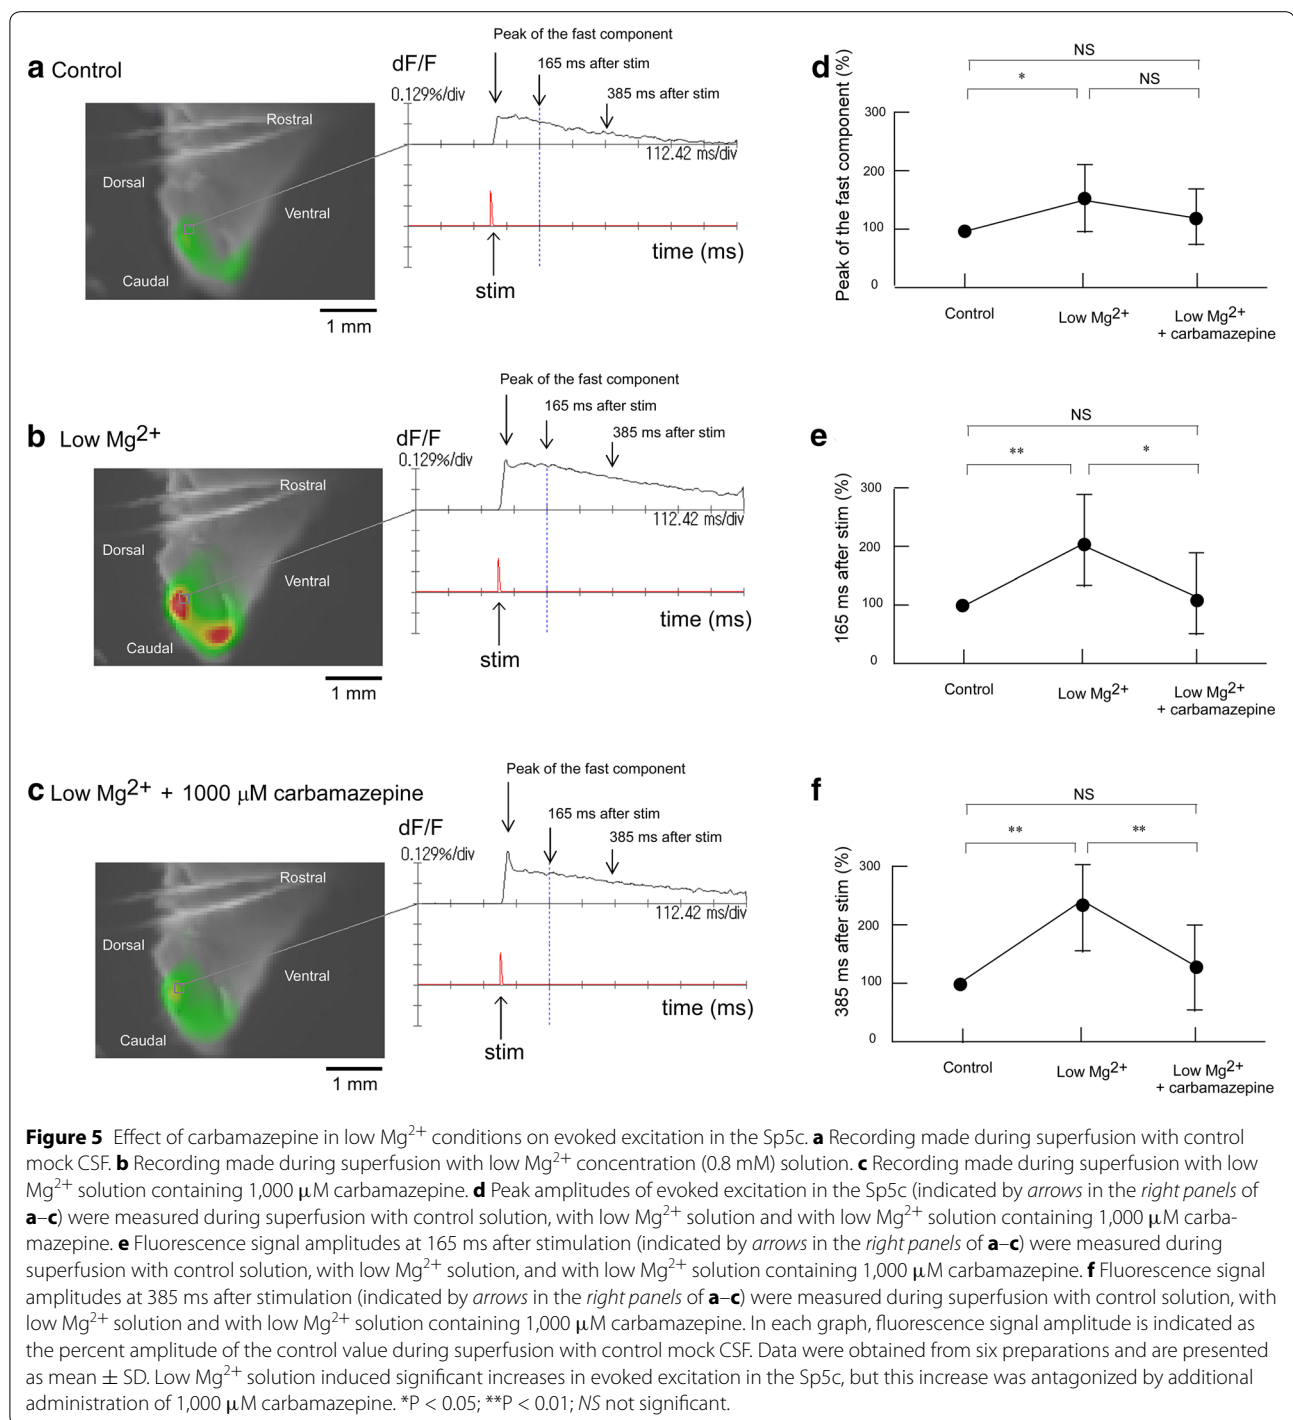 a Control
dF/F
0.129%/div
Peak of the fast component
165 ms after stim
385 ms after stim
112.42 ms/div
time (ms)
stim
Rostral
Dorsal
Ventral
Caudal
1 mm
d
Peak of the fast component (%)
NS
*
NS
300
200
100
0
Control
Low Mg2+
Low Mg2+
+ carbamazepine
b Low Mg2+
dF/F
0.129%/div
Peak of the fast component
165 ms after stim
385 ms after stim
112.42 ms/div
time (ms)
stim
Rostral
Dorsal
Ventral
Caudal
1 mm
e
165 ms after stim (%)
NS
**
*
300
200
100
0
Control
Low Mg2+
Low Mg2+
+ carbamazepine
c Low Mg2+ + 1000 μM carbamazepine
dF/F
0.129%/div
Peak of the fast component
165 ms after stim
385 ms after stim
112.42 ms/div
time (ms)
stim
Rostral
Dorsal
Ventral
Caudal
1 mm
f
385 ms after stim (%)
NS
**
**
300
200
100
0
Control
Low Mg2+
Low Mg2+
+ carbamazepine
Figure 5 Effect of carbamazepine in low Mg2+ conditions on evoked excitation in the Sp5c. a Recording made during superfusion with control
mock CSF. b Recording made during superfusion with low Mg2+ concentration (0.8 mM) solution. c Recording made during superfusion with low
Mg2+ solution containing 1,000 μM carbamazepine. d Peak amplitudes of evoked excitation in the Sp5c (indicated by arrows in the right panels of
a–c) were measured during superfusion with control solution, with low Mg2+ solution and with low Mg2+ solution containing 1,000 μM carba-
mazepine. e Fluorescence signal amplitudes at 165 ms after stimulation (indicated by arrows in the right panels of a–c) were measured during
superfusion with control solution, with low Mg2+ solution, and with low Mg2+ solution containing 1,000 μM carbamazepine. f Fluorescence signal
amplitudes at 385 ms after stimulation (indicated by arrows in the right panels of a–c) were measured during superfusion with control solution, with
low Mg2+ solution and with low Mg2+ solution containing 1,000 μM carbamazepine. In each graph, fluorescence signal amplitude is indicated as
the percent amplitude of the control value during superfusion with control mock CSF. Data were obtained from six preparations and are presented
as mean ± SD. Low Mg2+ solution induced significant increases in evoked excitation in the Sp5c, but this increase was antagonized by additional
administration of 1,000 μM carbamazepine. *P < 0.05; **P < 0.01; NS not significant.